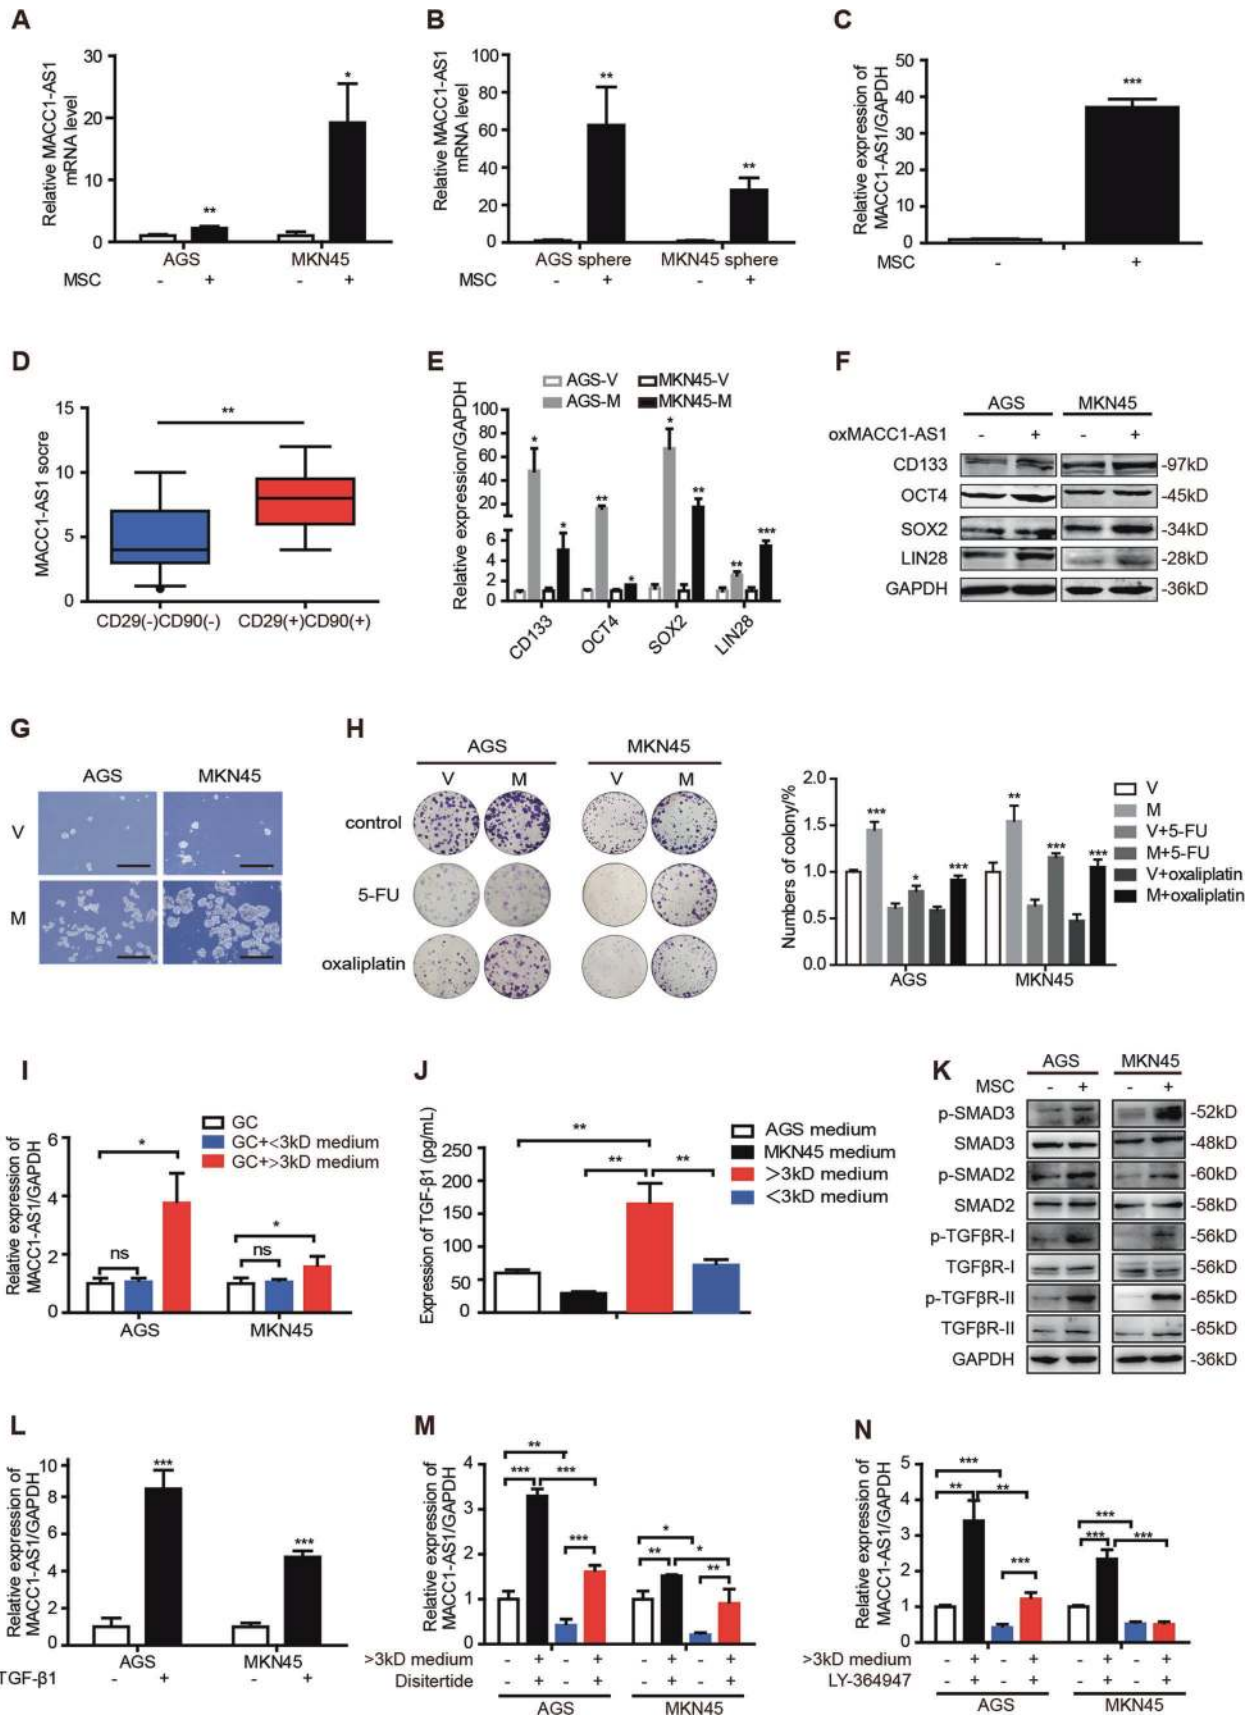 A
Relative MACC1-AS1
mRNA level
30
20
10
0
**
*
AGS
MKN45
MSC
-
+
-
+
B
Relative MACC1-AS1
mRNA level
100
80
60
40
20
0
**
**
AGS sphere
MKN45 sphere
MSC
-
+
-
+
C
Relative expression of
MACC1-AS1/GAPDH
50
40
30
20
10
0
***
MSC
-
+
D
MACC1-AS1 socre
15
10
5
0
**
CD29(-)CD90(-)
CD29(+)CD90(+)
E
AGS-V
MKN45-V
AGS-M
MKN45-M
Relative expression/GAPDH
100
80
60
40
20
6
4
2
0
*
*
**
*
*
**
**
***
CD133
OCT4
SOX2
LIN28
F
AGS
MKN45
oxMACC1-AS1
-
+
-
+
CD133
-97kD
OCT4
-45kD
SOX2
-34kD
LIN28
-28kD
GAPDH
-36kD
G
AGS
MKN45
V
M
H
AGS
MKN45
V
M
V
M
control
5-FU
oxaliplatin
Numbers of colony/%
2.0
1.5
1.0
0.5
0.0
***
*
***
**
***
***
AGS
MKN45
V
M
V+5-FU
M+5-FU
V+oxaliplatin
M+oxaliplatin
I
GC
GC+<3kD medium
GC+>3kD medium
Relative expression of
MACC1-AS1/GAPDH
6
4
2
0
*
ns
*
ns
AGS
MKN45
J
Expression of TGF-β1 (pg/mL)
250
200
150
100
50
0
**
**
**
AGS medium
MKN45 medium
>3kD medium
<3kD medium
K
AGS
MKN45
MSC
-
+
-
+
p-SMAD3
-52kD
SMAD3
-48kD
p-SMAD2
-60kD
SMAD2
-58kD
p-TGFβR-I
-56kD
TGFβR-I
-56kD
p-TGFβR-II
-65kD
TGFβR-II
-65kD
GAPDH
-36kD
L
Relative expression of
MACC1-AS1/GAPDH
10
8
6
4
2
0
***
***
AGS
MKN45
TGF-β1
-
+
-
+
M
Relative expression of
MACC1-AS1/GAPDH
4
3
2
1
0
**
***
***
***
*
**
*
**
>3kD medium
-
+
-
+
-
+
-
+
Disitertide
-
+
-
+
-
+
-
+
AGS
MKN45
N
Relative expression of
MACC1-AS1/GAPDH
5
4
3
2
1
0
***
**
**
***
***
***
***
>3kD medium
-
+
-
+
-
+
-
+
LY-364947
-
+
-
+
-
+
-
+
AGS
MKN45